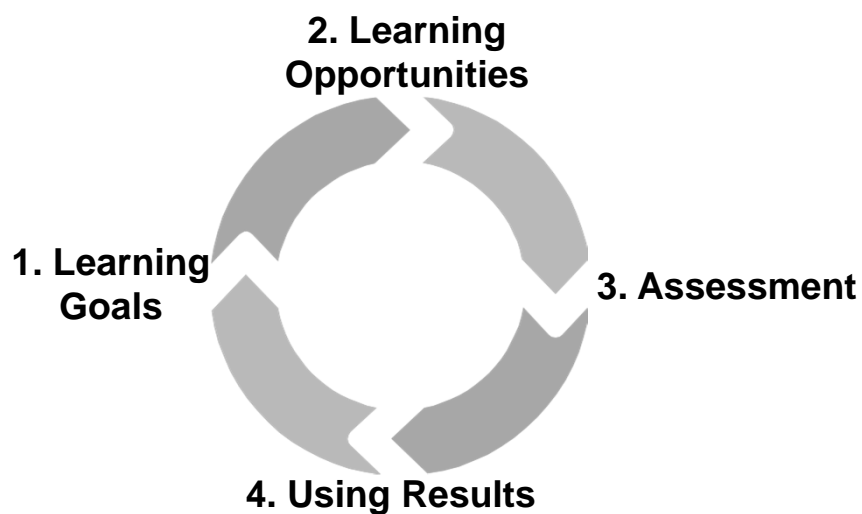 2. Learning
Opportunities
1. Learning
Goals
3. Assessment
4. Using Results